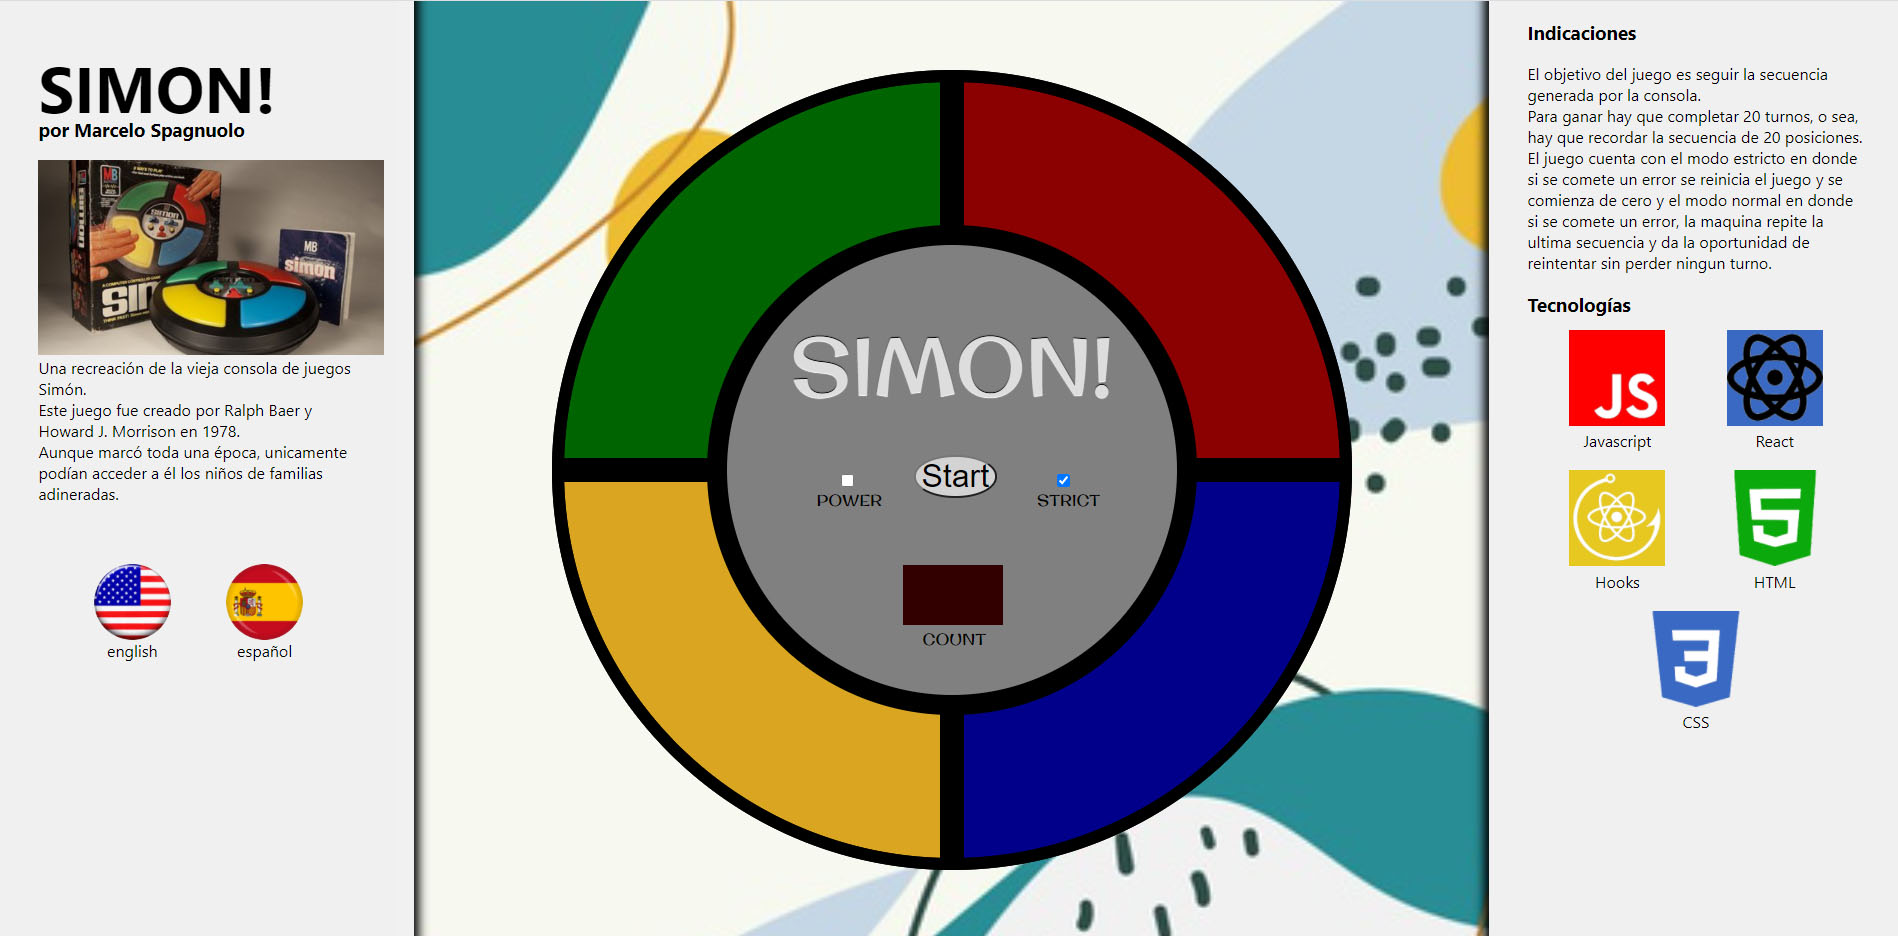 SIMON!
por Marcelo Spagnuolo
MB
SIMON
simon
A COMPUTER CONTROLLED GAME
MB
simon
Una recreación de la vieja consola de juegos
Simón.
Este juego fue creado por Ralph Baer y
Howard J. Morrison en 1978.
Aunque marcó toda una época, unicamente
podían acceder a él los niños de familias
adineradas.
english
español
SIMON!
Start
POWER
STRICT
COUNT
Indicaciones
El objetivo del juego es seguir la secuencia
generada por la consola.
Para ganar hay que completar 20 turnos, o sea,
hay que recordar la secuencia de 20 posiciones.
El juego cuenta con el modo estricto en donde
si se comete un error se reinicia el juego y se
comienza de cero y el modo normal en donde
si se comete un error, la maquina repite la
ultima secuencia y da la oportunidad de
reintentar sin perder ningun turno.
Tecnologías
JS
Javascript
React
Hooks
5
HTML
3
CSS